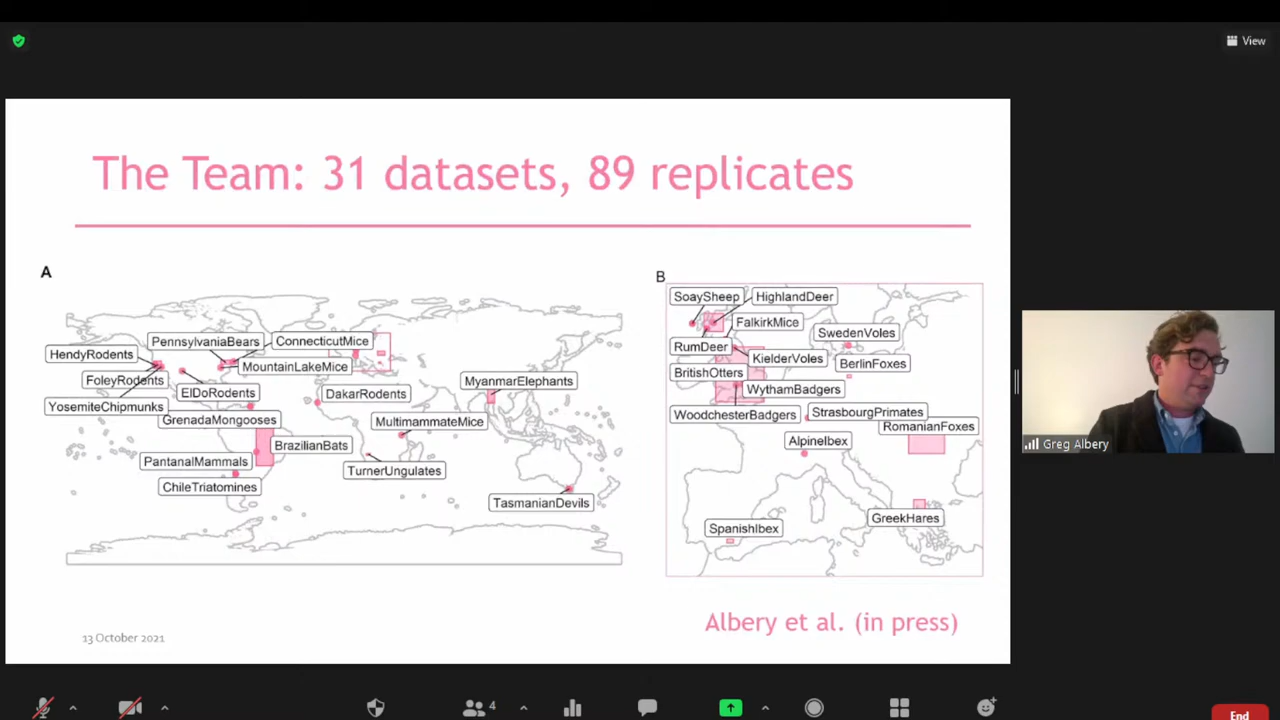 View
The Team: 31 datasets, 89 replicates
A
PennsylvaniaBears
ConnecticutMice
HendyRodents
MountainLakeMice
FoleyRodents
MyanmarElephants
ElDoRodents
DakarRodents
YosemiteChipmunks
GrenadaMongooses
MultimammateMice
BrazilianBats
PantanalMammals
TurnerUngulates
ChileTriatomines
TasmanianDevils
B
SoaySheep
HighlandDeer
FalkirkMice
SwedenVoles
RumDeer
KielderVoles
BerlinFoxes
BritishOtters
WythamBadgers
WoodchesterBadgers
StrasbourgPrimates
RomanianFoxes
AlpineIbex
GreekHares
SpanishIbex
Albery et al. (in press)
13 October 2021
Greg Albery
4
End